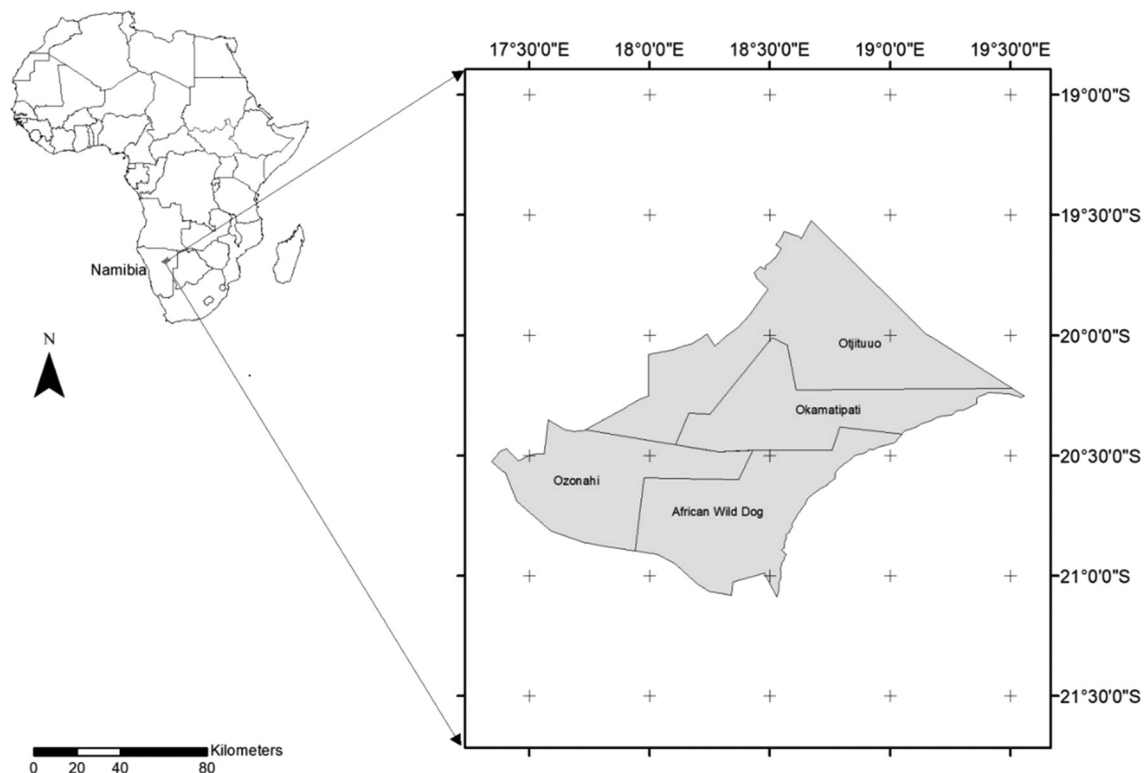 17°30'0"E 18°0'0"E 18°30'0"E 19°0'0"E 19°30'0"E
19°0'0"S
19°30'0"S
Namibia
N
20°0'0"S
Otjituuo
Okamatipati
20°30'0"S
Ozonahi
African Wild Dog
21°0'0"S
21°30'0"S
Kilometers
0 20 40 80